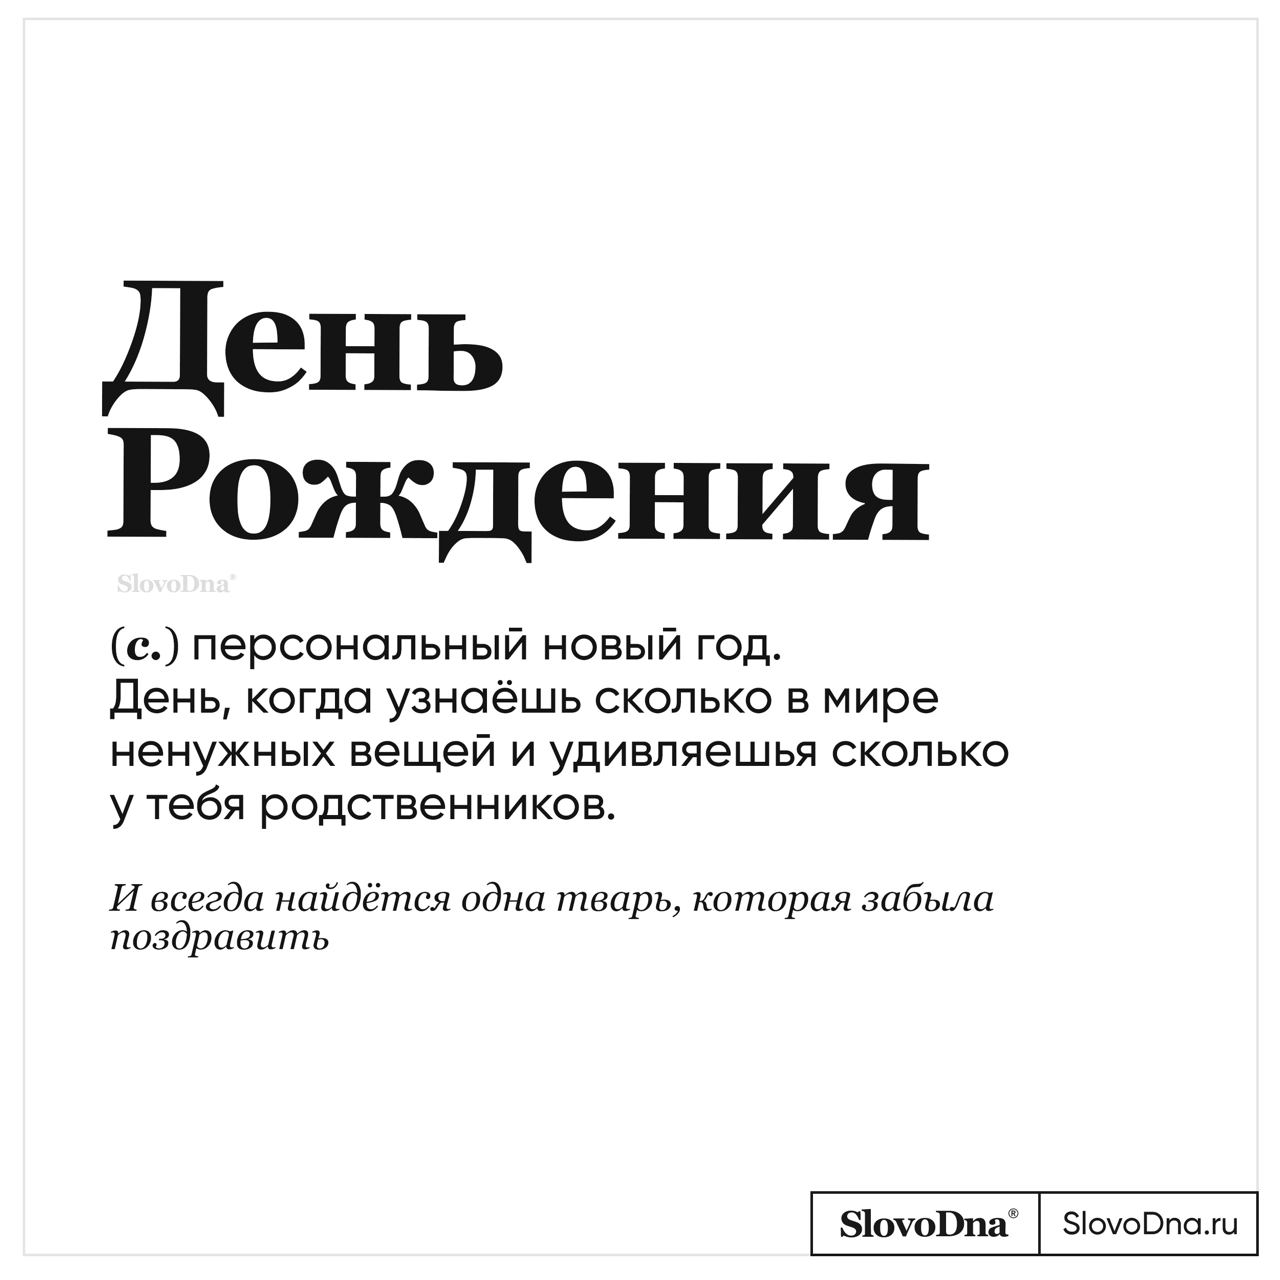 День
Рождения
SlovoDna®
(с.) персональный новый год.
День, когда узнаёшь сколько в мире
ненужных вещей и удивляешья сколько
у тебя родственников.
И всегда найдётся одна тварь, которая забыла
поздравить
SlovoDna® SlovoDna.ru